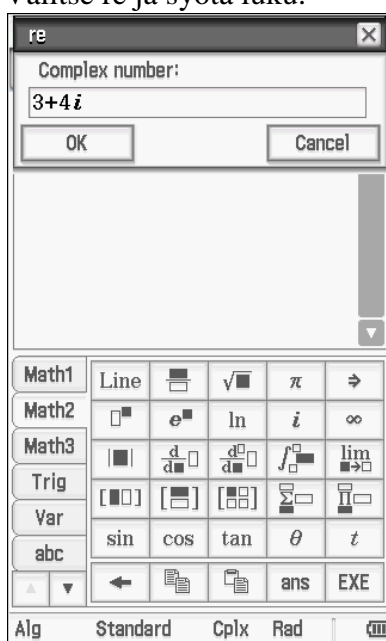 Valitse re ja syötä luku.
re
Complex number:
3+4i
OK Cancel
Math1 Line √ π ⇒
Math2 e ln i ∞
Math3 | | d/d d/d ∫ lim
Trig [ ] [ ] [ ] Σ Π
Var sin cos tan θ t
abc
ans EXE
Alg Standard Cplx Rad